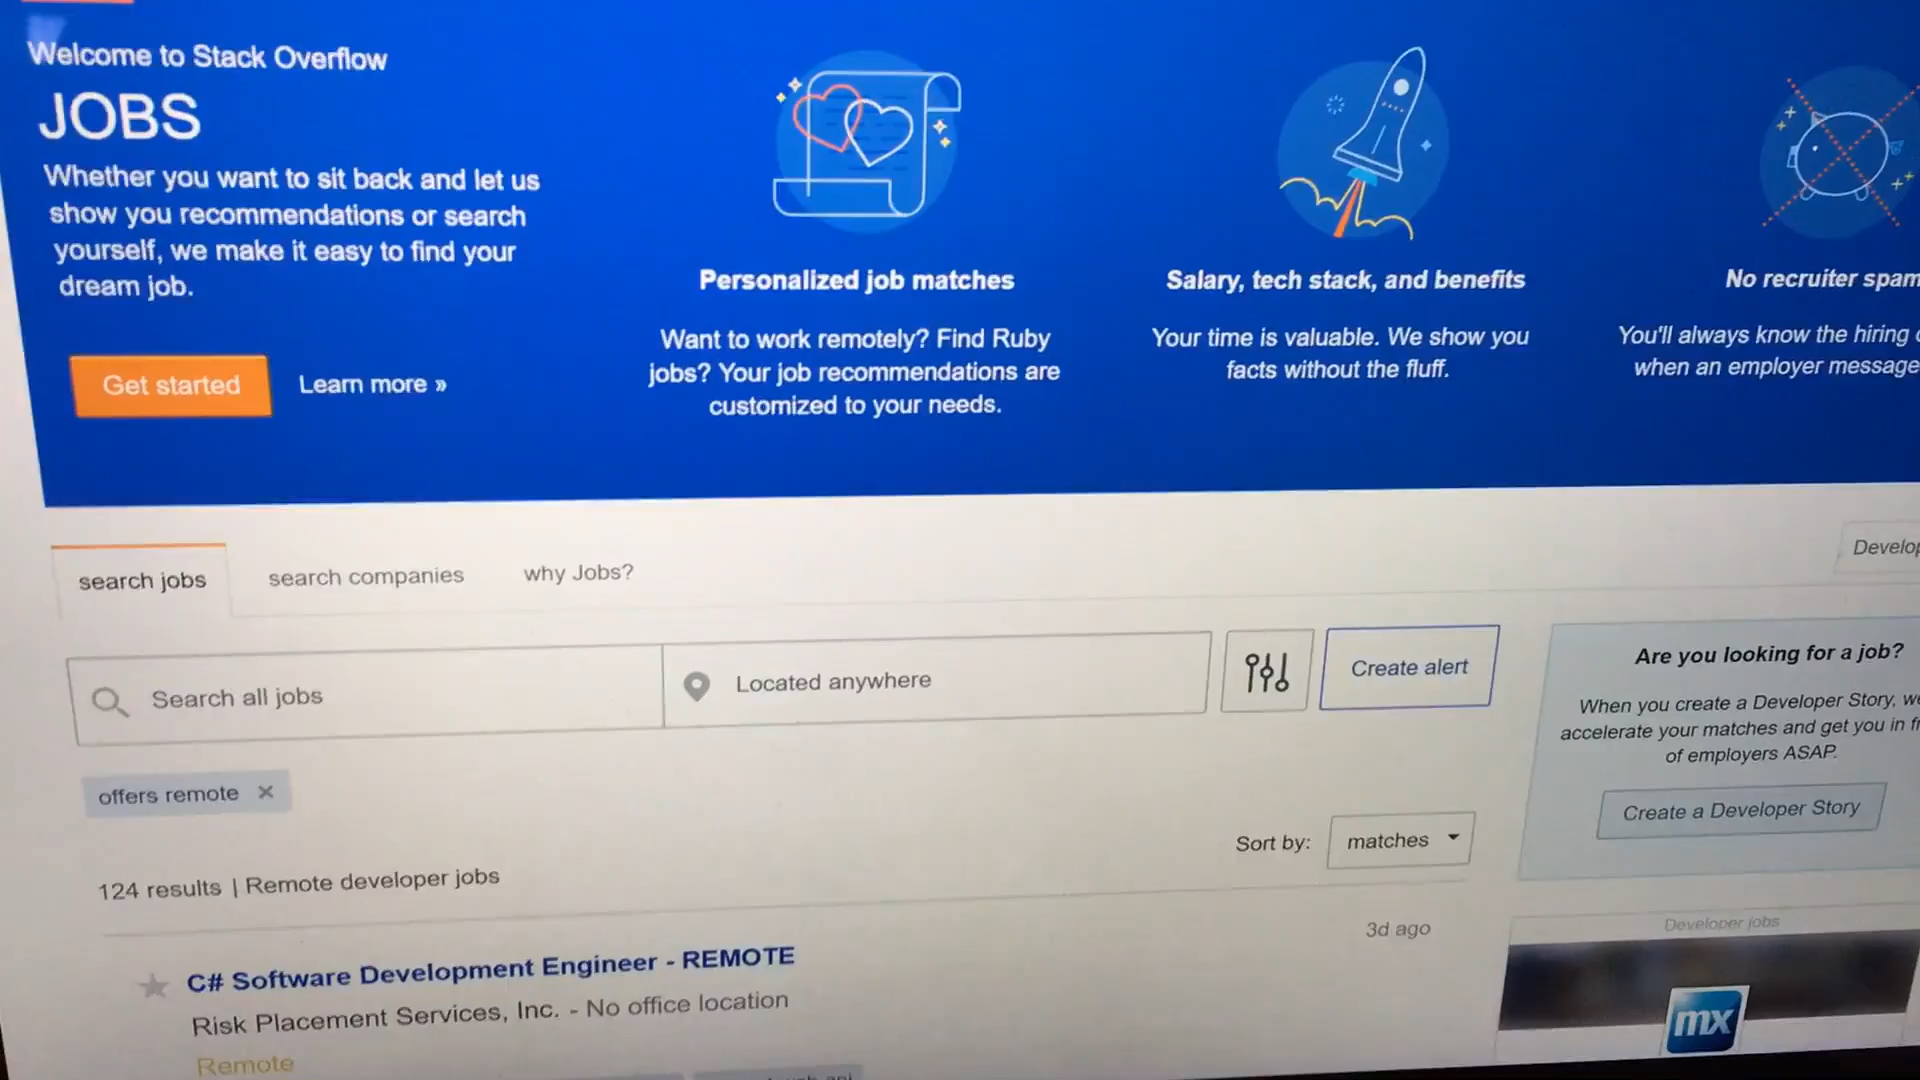 Welcome to Stack Overflow
JOBS
Whether you want to sit back and let us
show you recommendations or search
yourself, we make it easy to find your
dream job.
Get started
Learn more »
Personalized job matches
Want to work remotely? Find Ruby
jobs? Your job recommendations are
customized to your needs.
Salary, tech stack, and benefits
Your time is valuable. We show you
facts without the fluff.
No recruiter spam
You'll always know the hiring
when an employer message
search jobs
search companies
why Jobs?
Search all jobs
Located anywhere
Create alert
offers remote ×
124 results | Remote developer jobs
Sort by:
matches
C# Software Development Engineer - REMOTE
3d ago
Risk Placement Services, Inc. - No office location
Remote
Are you looking for a job?
When you create a Developer Story,
accelerate your matches and get you in
of employers ASAP.
Create a Developer Story
Developer jobs
mx